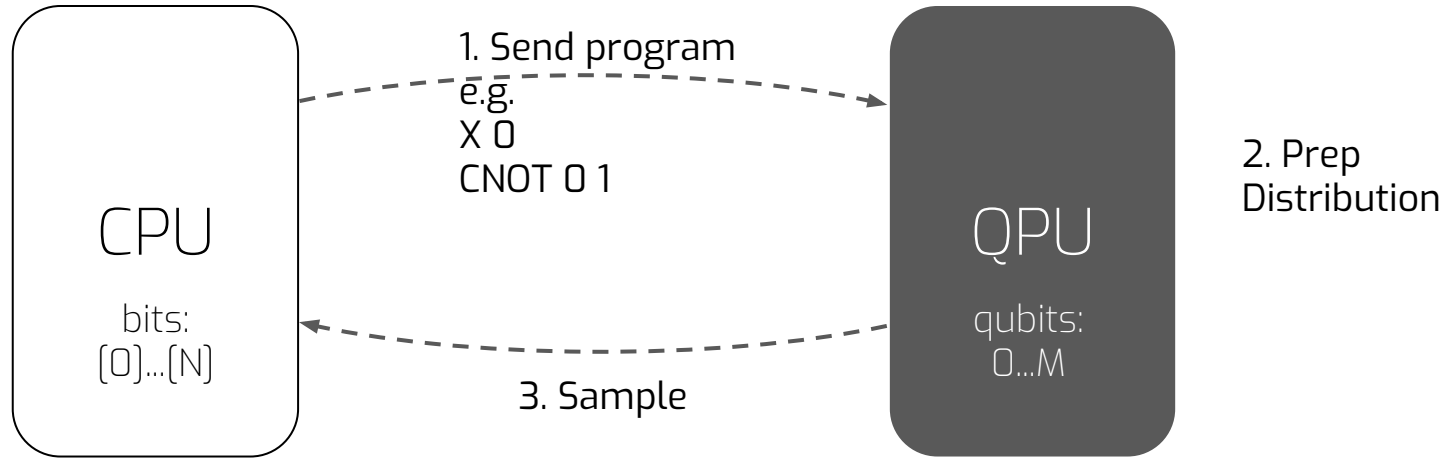 1. Send program
e.g.
X 0
CNOT 0 1
CPU
bits:
[0]...[N]
QPU
qubits:
0...M
2. Prep
Distribution
3. Sample